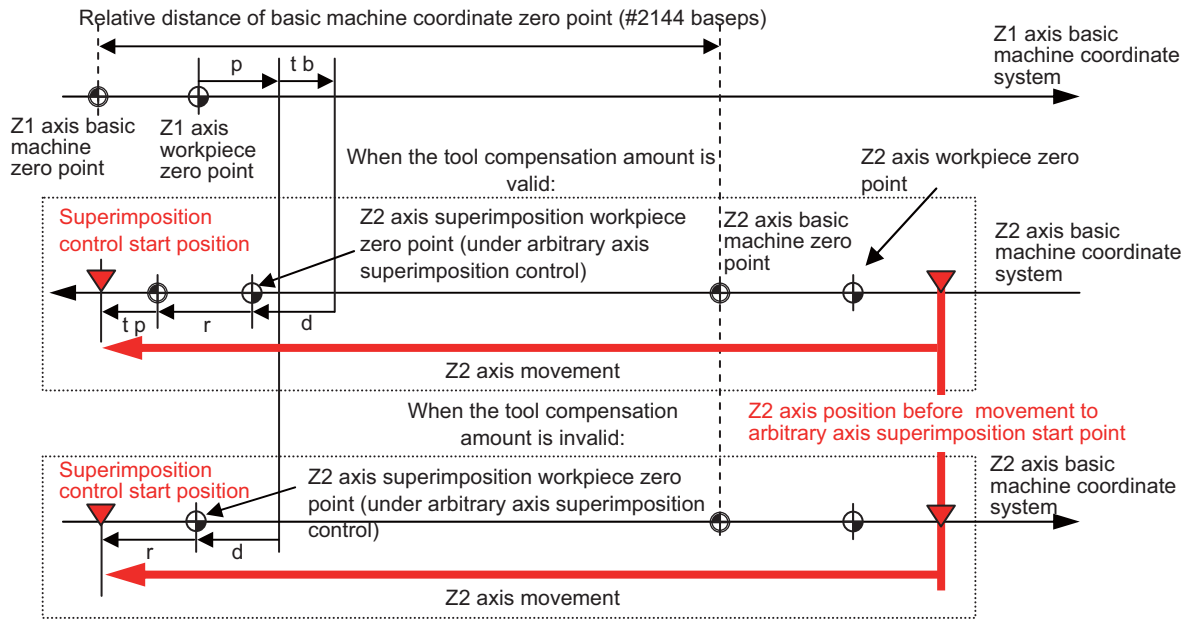 Relative distance of basic machine coordinate zero point (#2144 baseps)
p
t b
Z1 axis basic
machine coordinate
system
Z1 axis basic
machine
zero point
Z1 axis
workpiece
zero point
When the tool compensation amount is
valid:
Z2 axis workpiece zero
point
Superimposition
control start position
Z2 axis superimposition workpiece
zero point (under arbitrary axis
superimposition control)
Z2 axis basic
machine zero
point
Z2 axis basic
machine coordinate
system
t p
r
d
Z2 axis movement
When the tool compensation
amount is invalid:
Z2 axis position before movement to
arbitrary axis superimposition start point
Superimposition
control start position
Z2 axis superimposition workpiece zero
point (under arbitrary axis superimposition
control)
Z2 axis basic
machine coordinate
system
r
d
Z2 axis movement